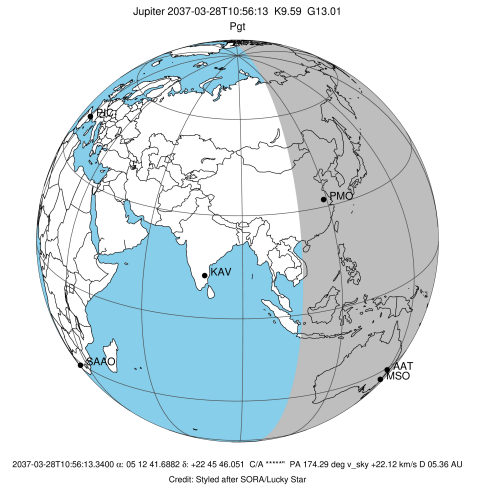 Jupiter 2037-03-28T10:56:13 K9.59 G13.01
Pgt
PIC
PMO
KAV
SAAO
AAT
MSO
2037-03-28T10:56:13.3400 α: 05 12 41.6882 δ: +22 45 46.051 C/A *****" PA 174.29 deg v_sky +22.12 km/s D 05.36 AU
Credit: Styled after SORA/Lucky Star